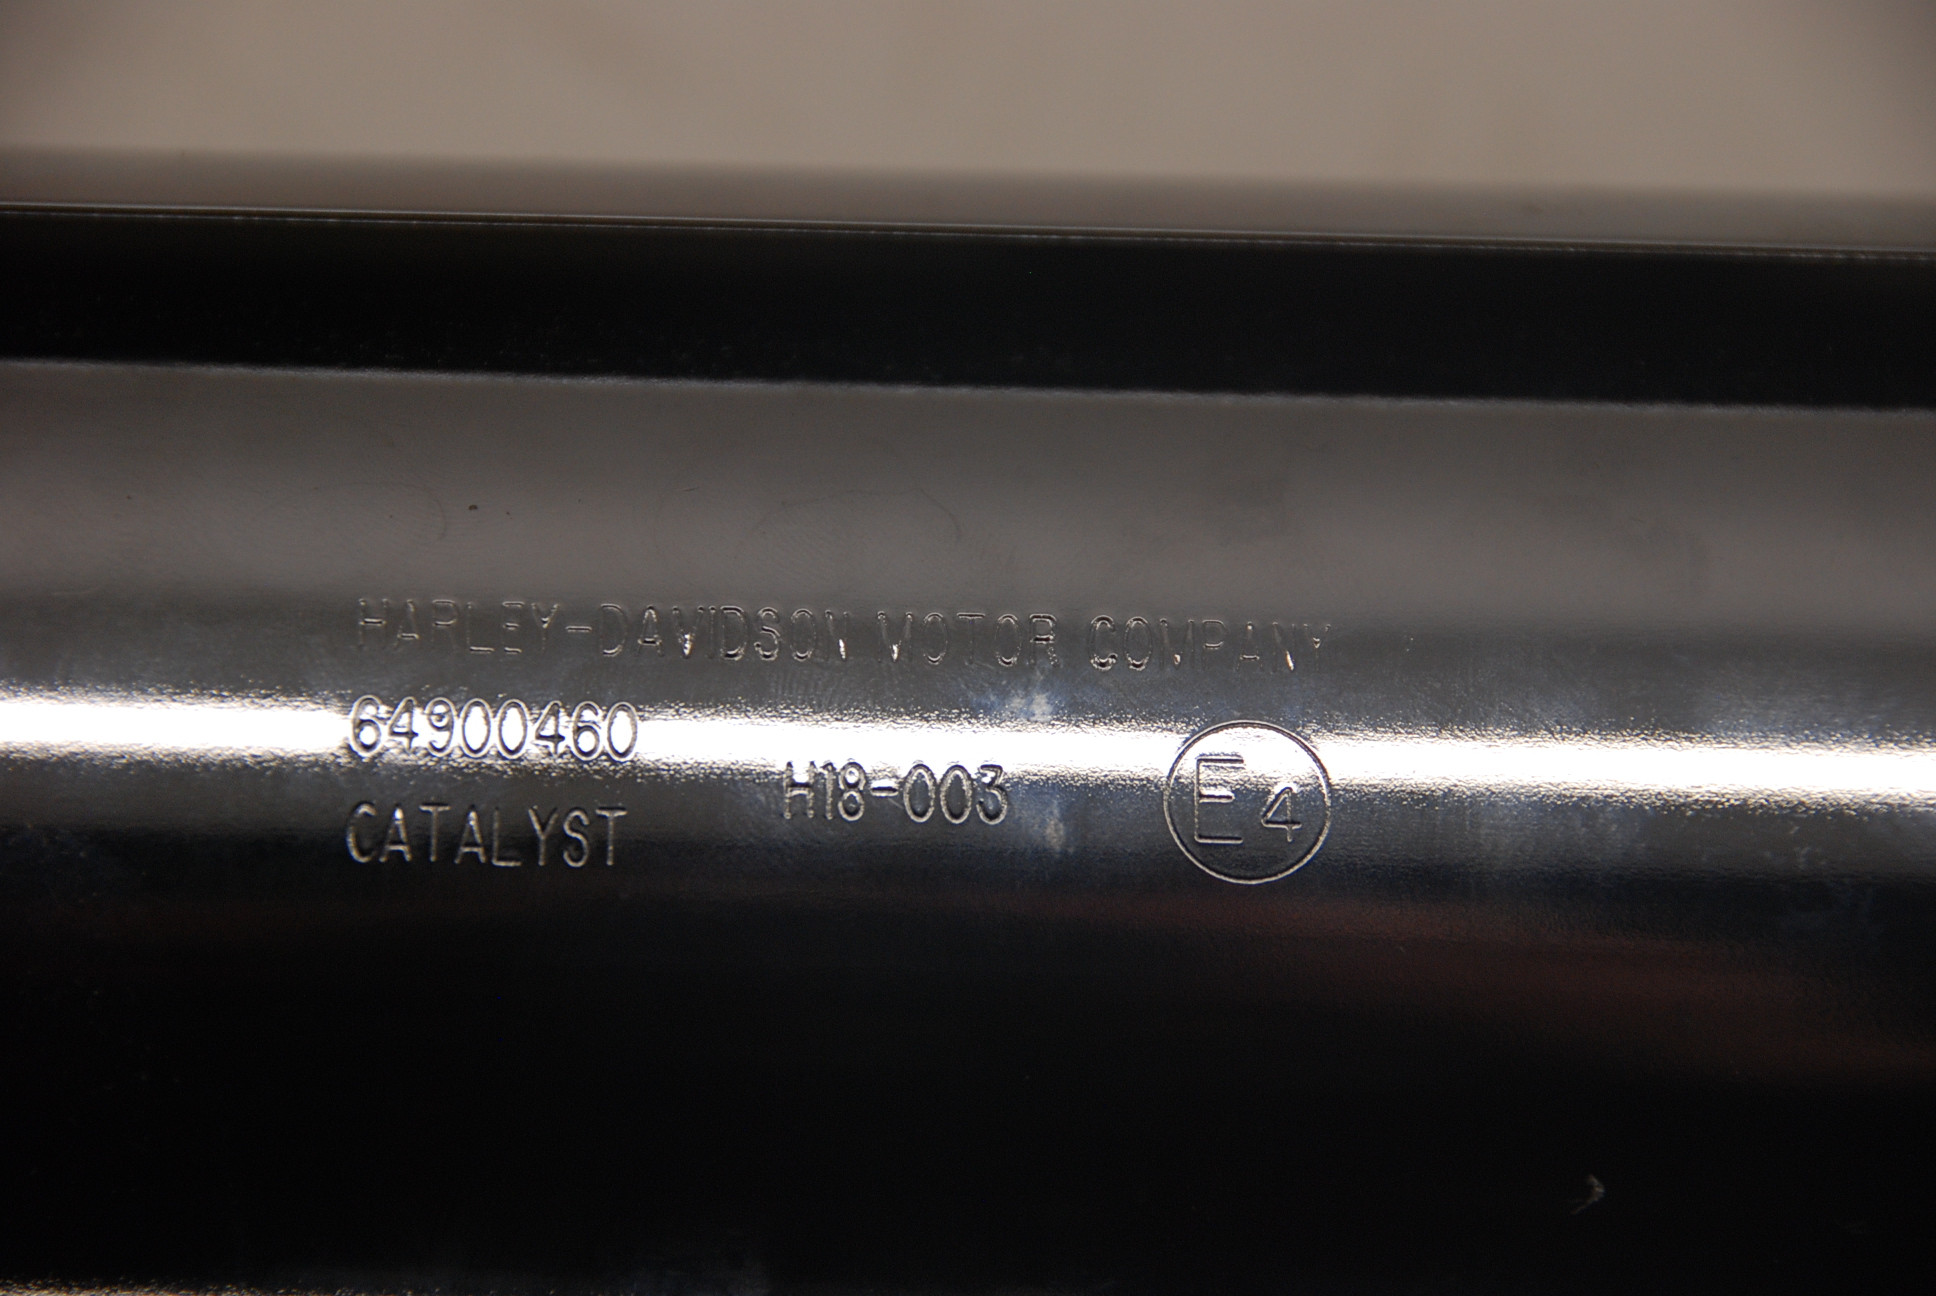 HARLEY-DAVIDSON MOTOR COMPANY
64900460
H18-003
E4
CATALYST